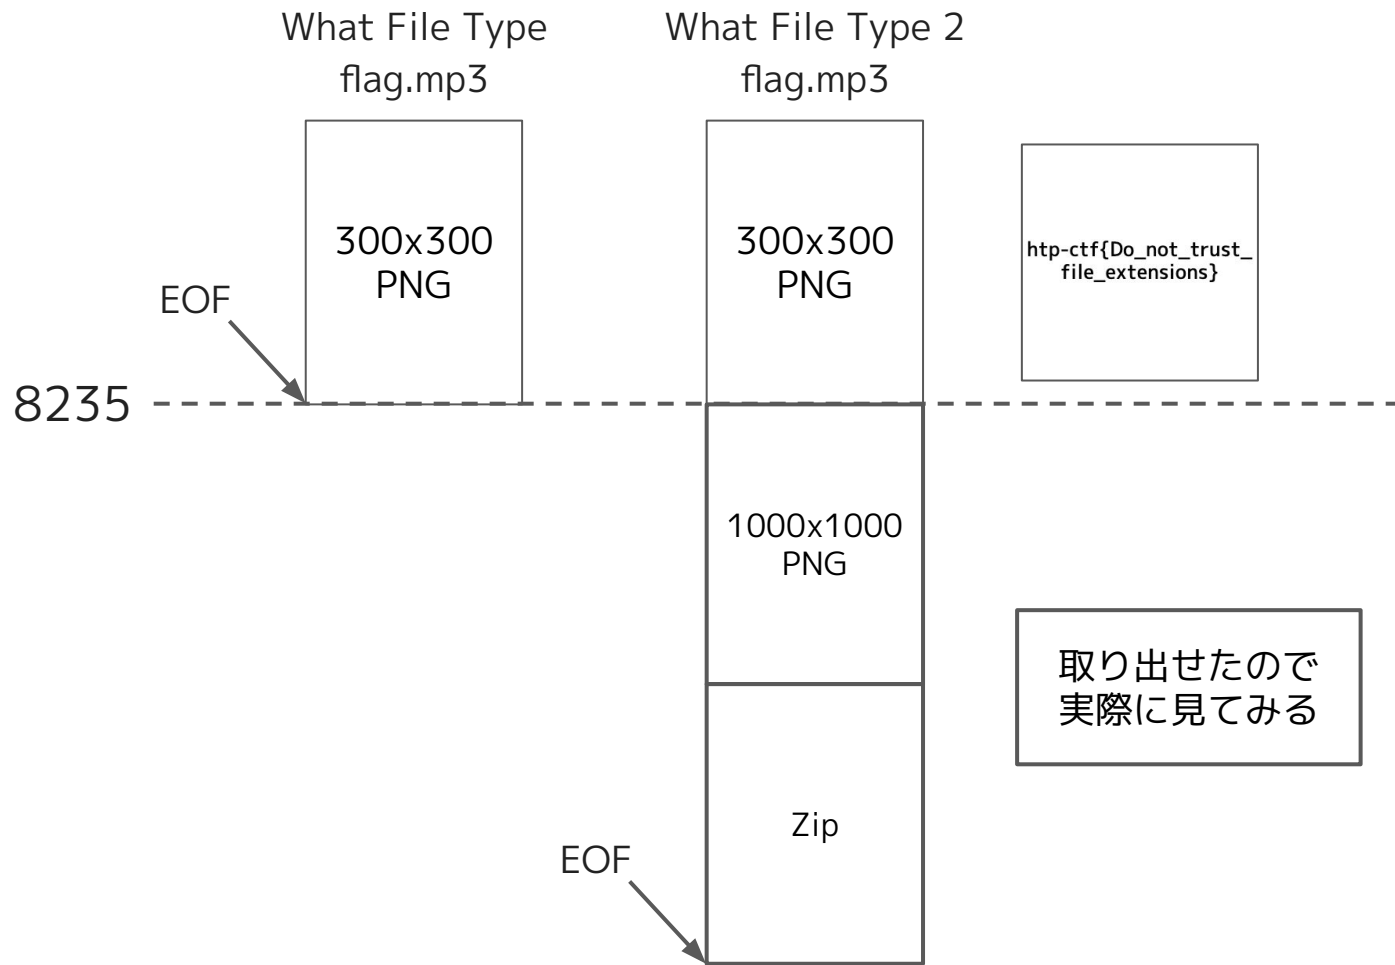 What File Type
flag.mp3
What File Type 2
flag.mp3
300x300
PNG
300x300
PNG
htp-ctf{Do_not_trust_
file_extensions}
EOF
8235
1000x1000
PNG
取り出せたので
実際に見てみる
Zip
EOF